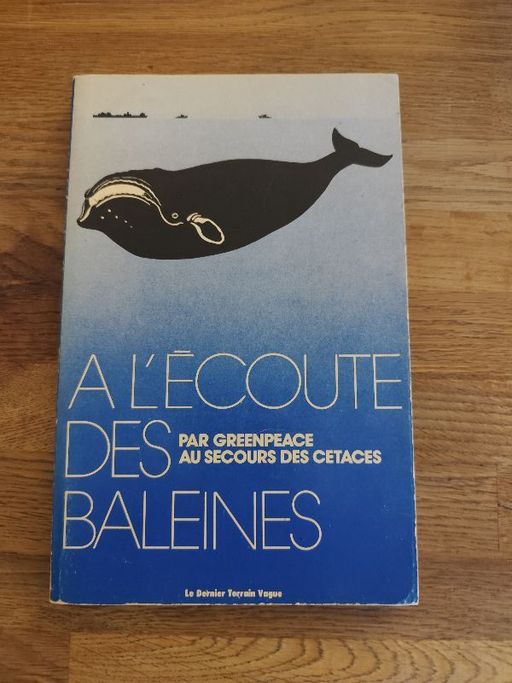 A L'ÉCOUTE
DES
PAR GREENPEACE
AU SECOURS DES CETACES
BALEINES
Le Dernier Terrain Vague